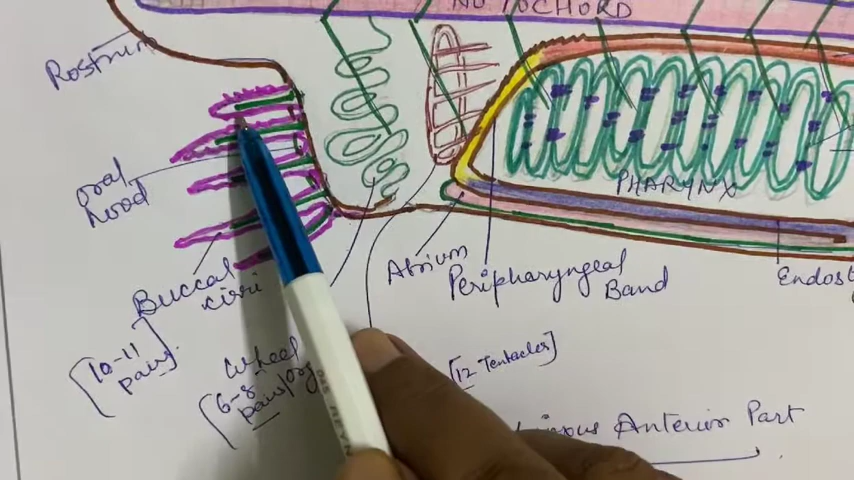 NOTOCHORD
Rostrum
oral
hood
PHARYNX
Buccal
cirri
[10-11
pairs].
Atrium
Peripharyngeal
Band
Wheel
[6-8
pairs]
[12 Tentacles]
Anterior Part